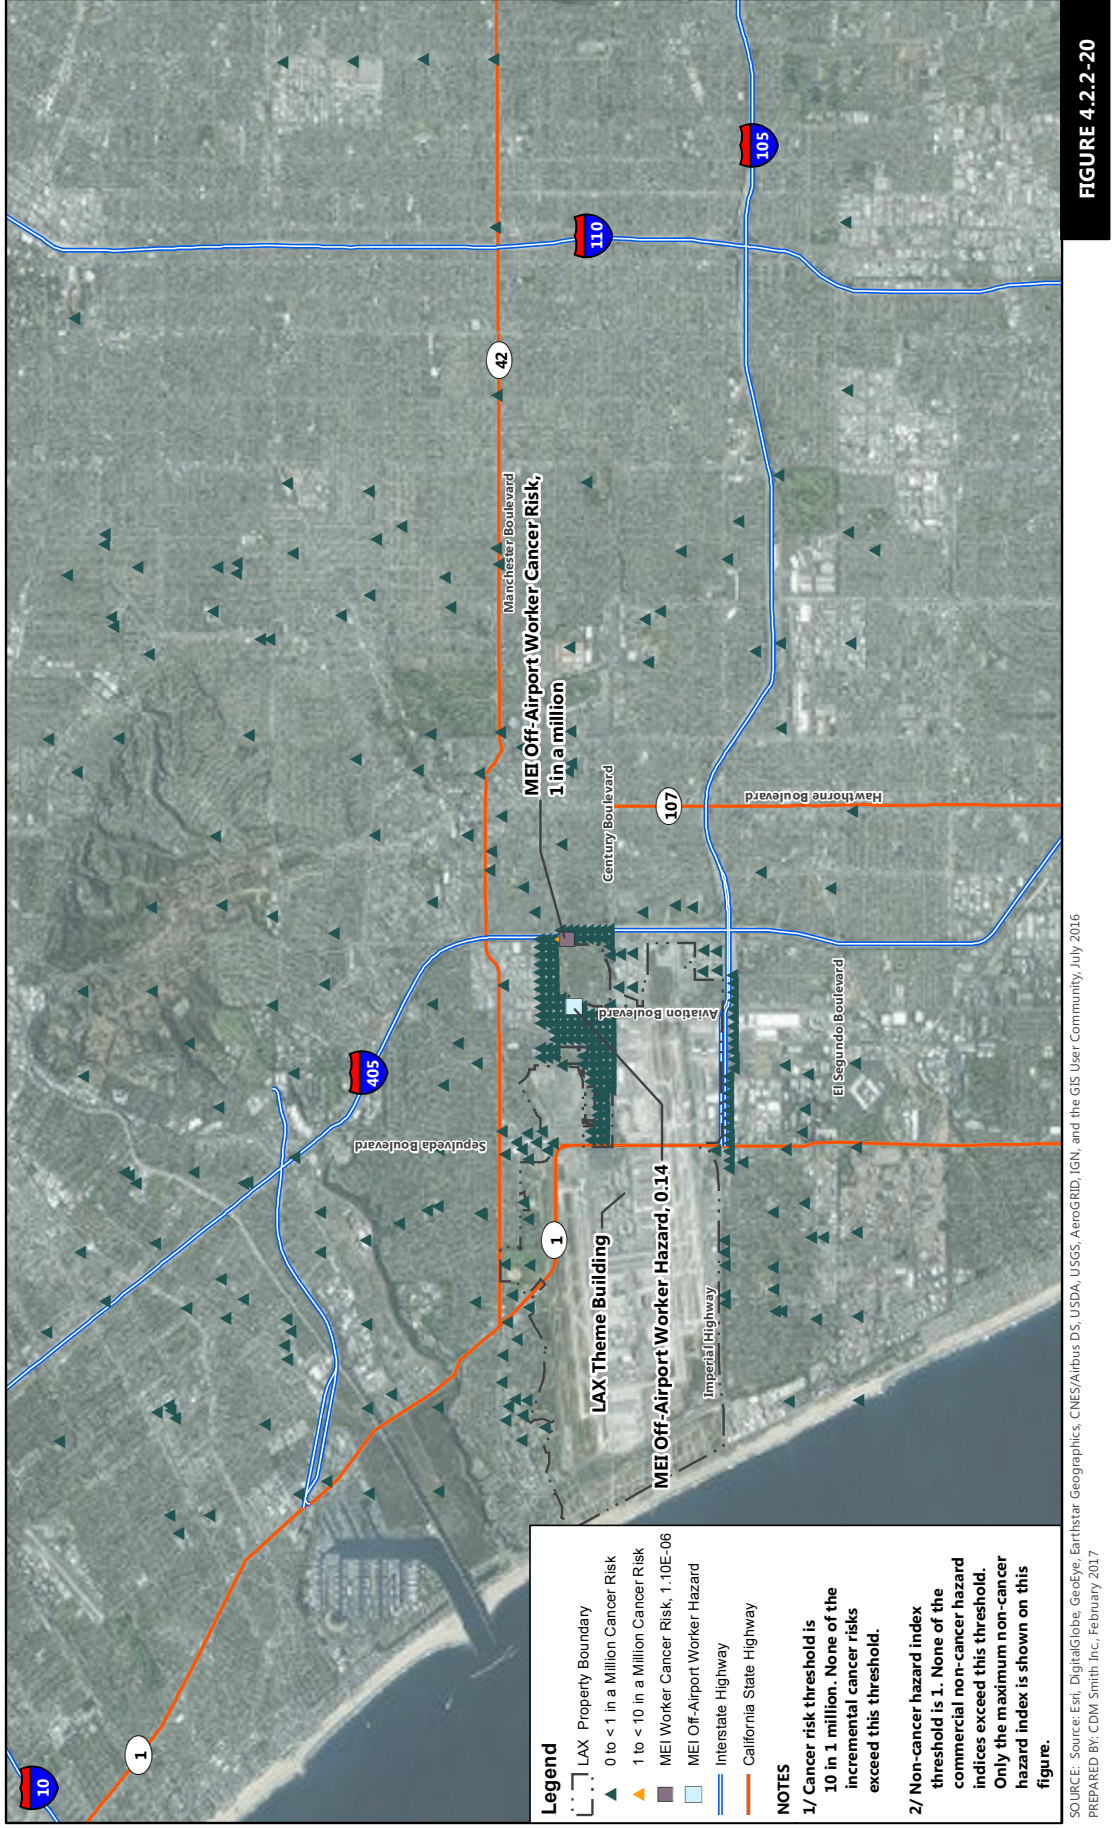 10
1
405
1
42
110
105
107
Sepulveda Boulevard
Manchester Boulevard
MEI Off-Airport Worker Cancer Risk,
1 in a million
Century Boulevard
Hawthorne Boulevard
Aviation Boulevard
El Segundo Boulevard
Imperial Highway
LAX Theme Building
MEI Off-Airport Worker Hazard, 0.14
Legend
LAX Property Boundary
0 to < 1 in a Million Cancer Risk
1 to < 10 in a Million Cancer Risk
MEI Worker Cancer Risk, 1.10E-06
MEI Off-Airport Worker Hazard
Interstate Highway
California State Highway
NOTES
1/ Cancer risk threshold is
10 in 1 million. None of the
incremental cancer risks
exceed this threshold.
2/ Non-cancer hazard index
threshold is 1. None of the
commercial non-cancer hazard
indices exceed this threshold.
Only the maximum non-cancer
hazard index is shown on this
figure.
SOURCE: Source: Esri, DigitalGlobe, GeoEye, Earthstar Geographics, CNES/Airbus DS, USDA, USGS, AeroGRID, IGN, and the GIS User Community, July 2016
PREPARED BY: CDM Smith Inc., February 2017
FIGURE 4.2.2-20